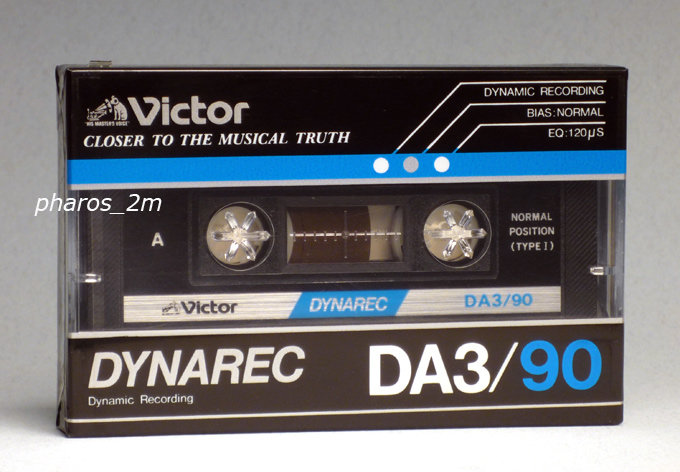 Victor
"HIS MASTER'S VOICE"
CLOSER TO THE MUSICAL TRUTH
DYNAMIC RECORDING
BIAS:NORMAL
EQ:120µS
pharos_2m
A
NORMAL
POSITION
(TYPE I)
Victor
DYNAREC
DA3/90
DYNAREC
Dynamic Recording
DA3/90